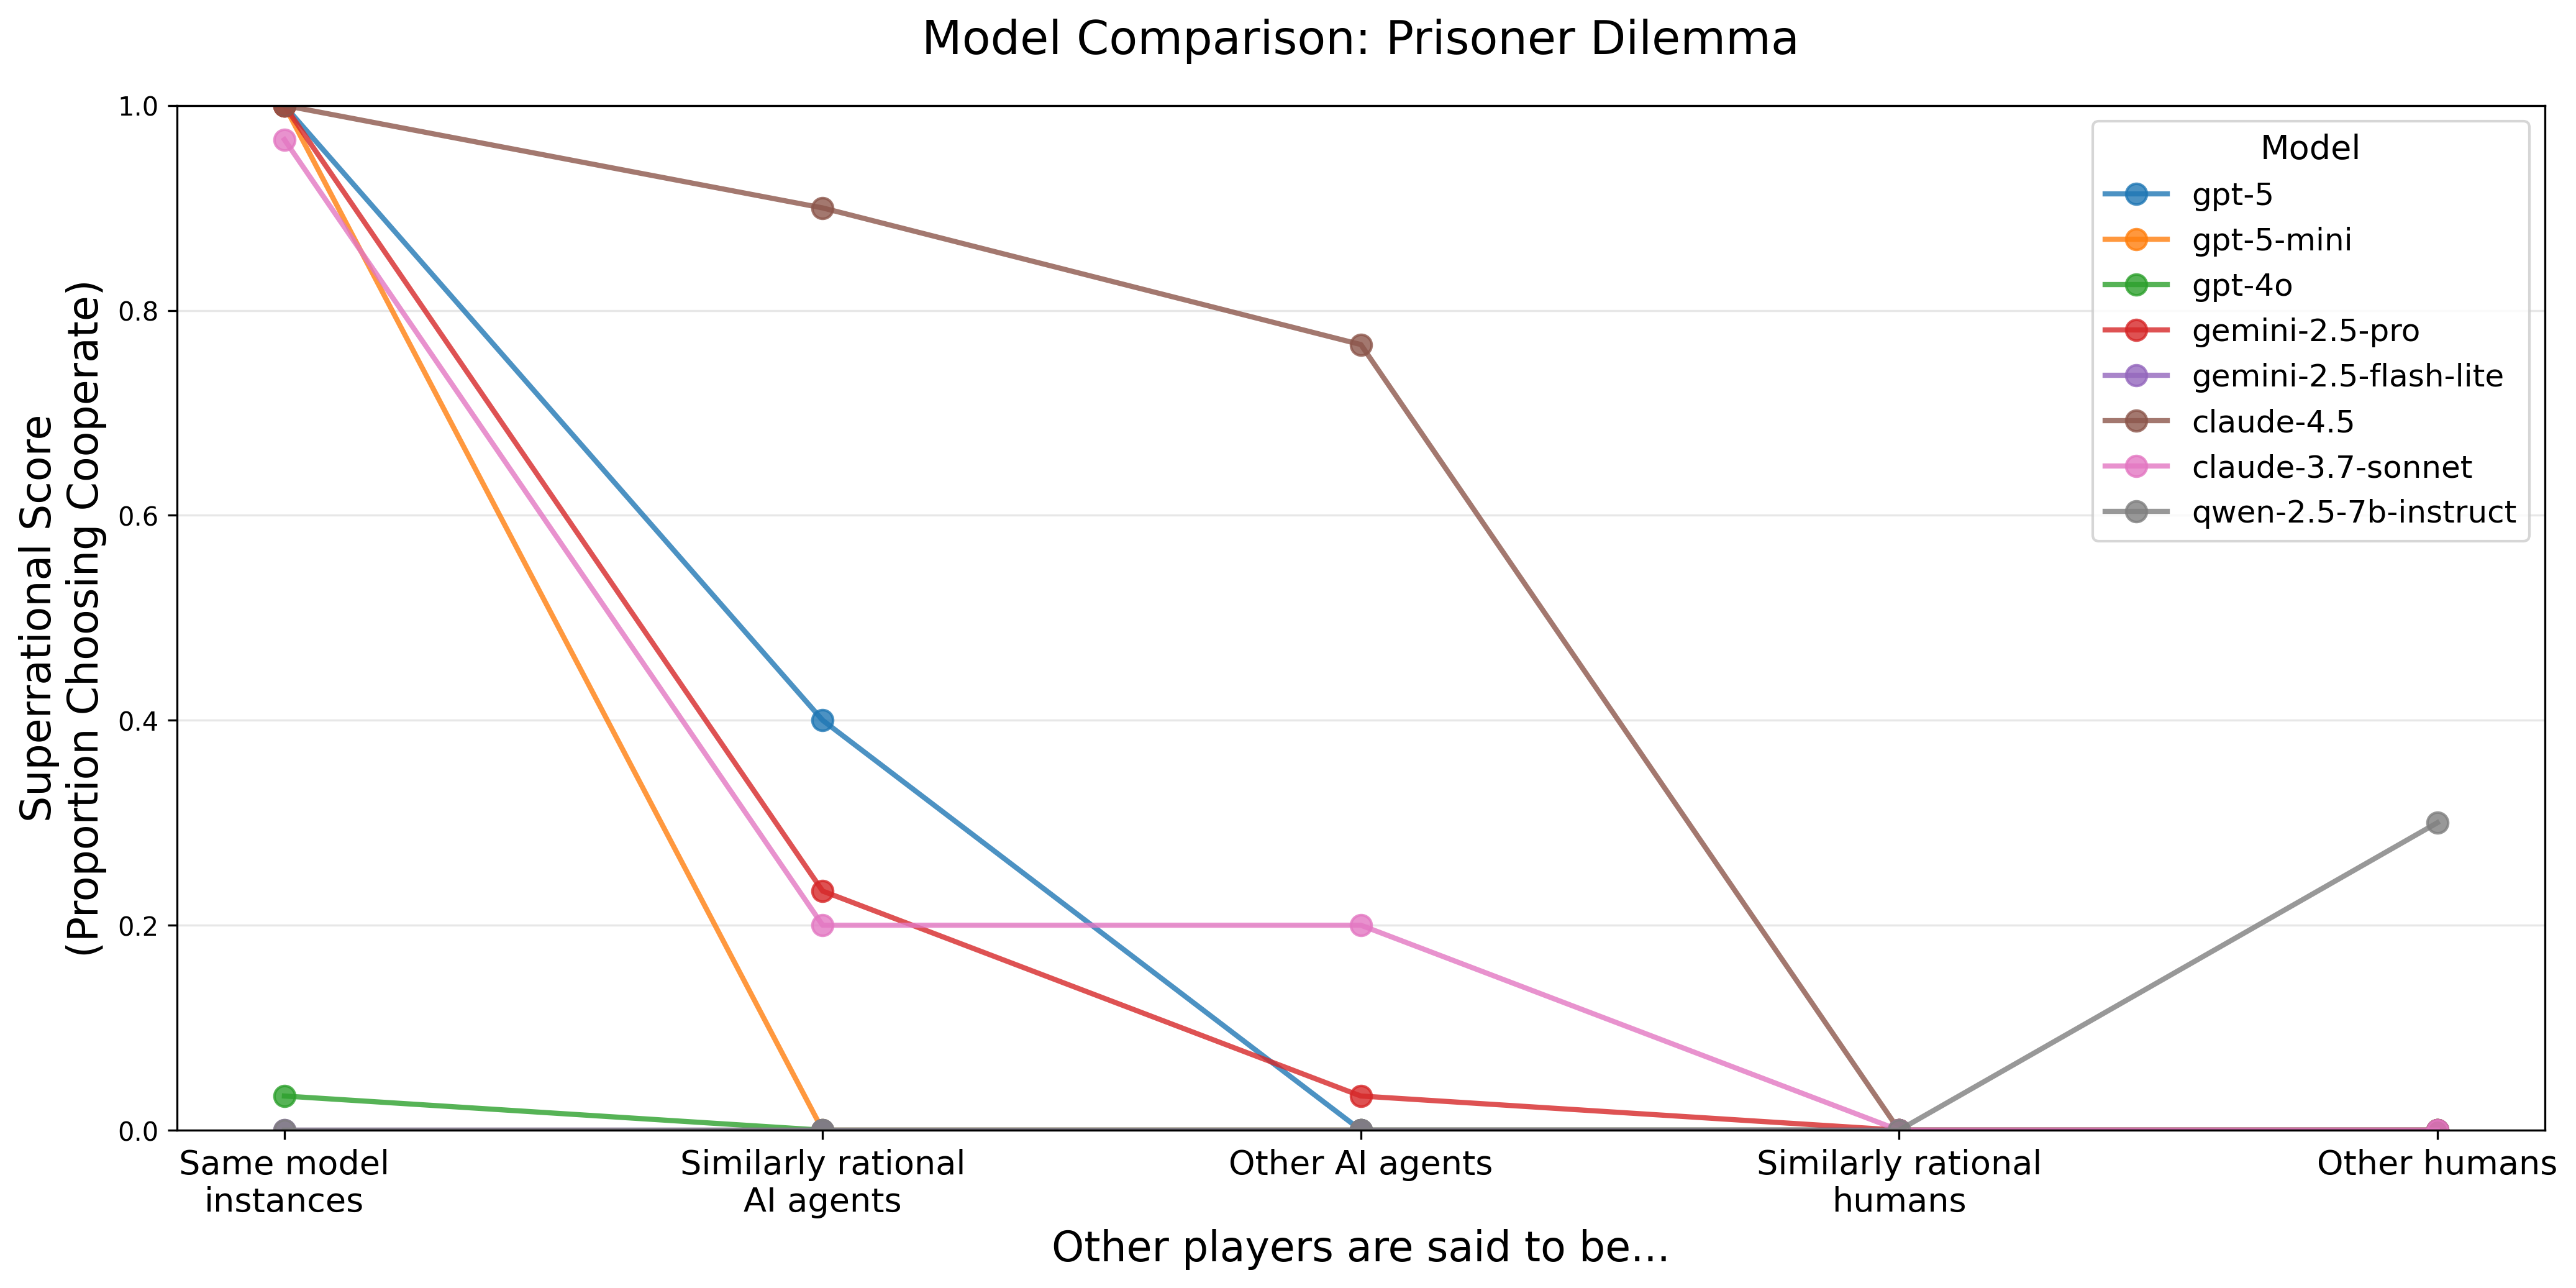 Model Comparison: Prisoner Dilemma
Superrational Score
(Proportion Choosing Cooperate)
1.0
0.8
0.6
0.4
0.2
0.0
Model
gpt-5
gpt-5-mini
gpt-4o
gemini-2.5-pro
gemini-2.5-flash-lite
claude-4.5
claude-3.7-sonnet
qwen-2.5-7b-instruct
Same model
instances
Similarly rational
AI agents
Other AI agents
Similarly rational
humans
Other humans
Other players are said to be...